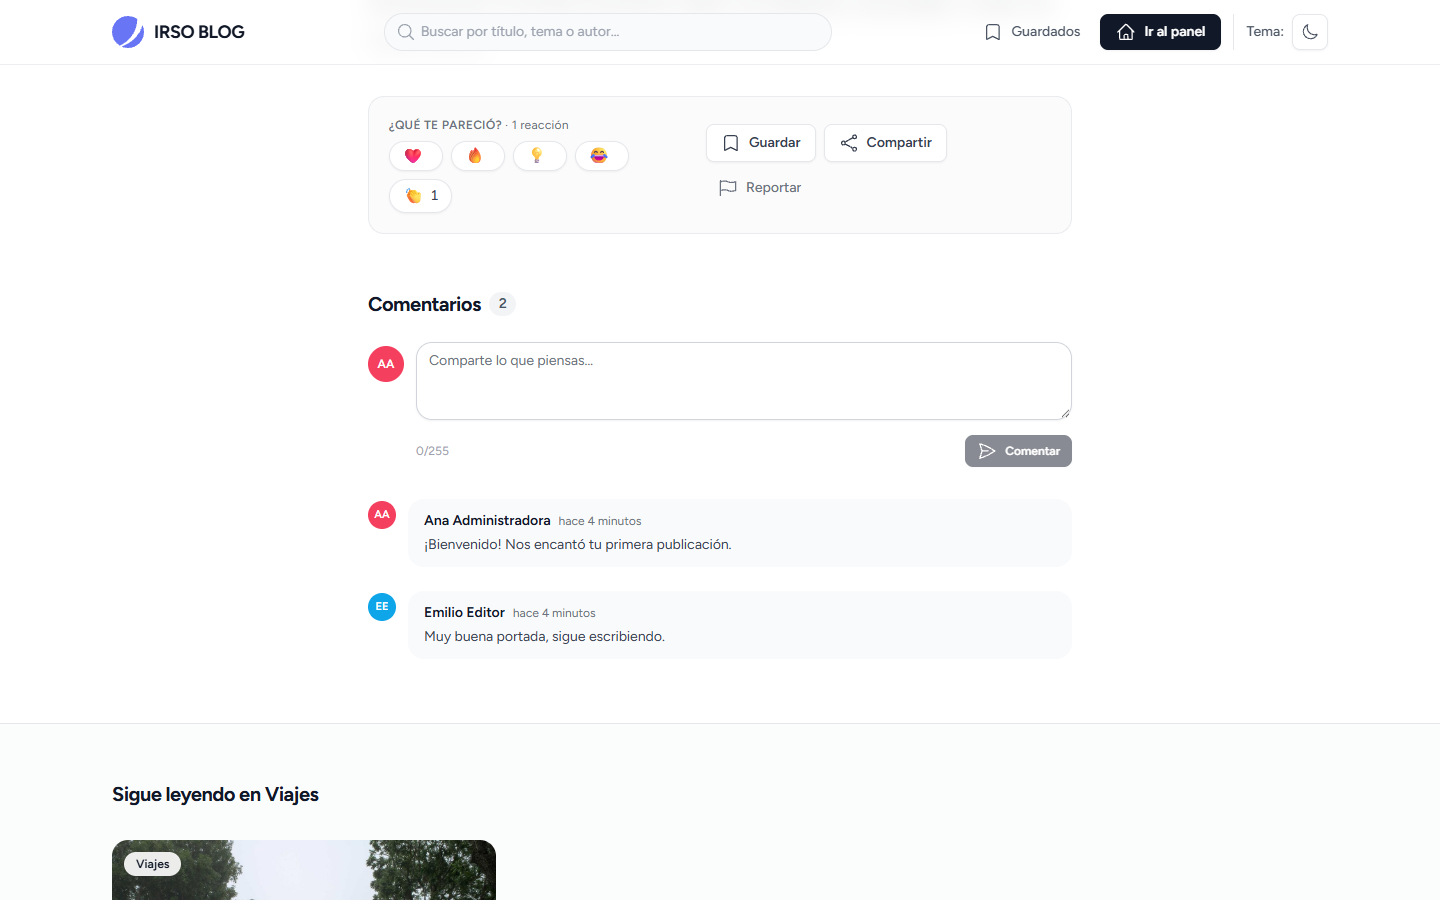 IRSO BLOG
Buscar por título, tema o autor...
Guardados
Ir al panel
Tema:
¿QUÉ TE PARECIÓ? · 1 reacción
1
Guardar
Compartir
Reportar
Comentarios 2
AA
Comparte lo que piensas...
0/255
Comentar
AA
Ana Administradora hace 4 minutos
¡Bienvenido! Nos encantó tu primera publicación.
EE
Emilio Editor hace 4 minutos
Muy buena portada, sigue escribiendo.
Sigue leyendo en Viajes
Viajes